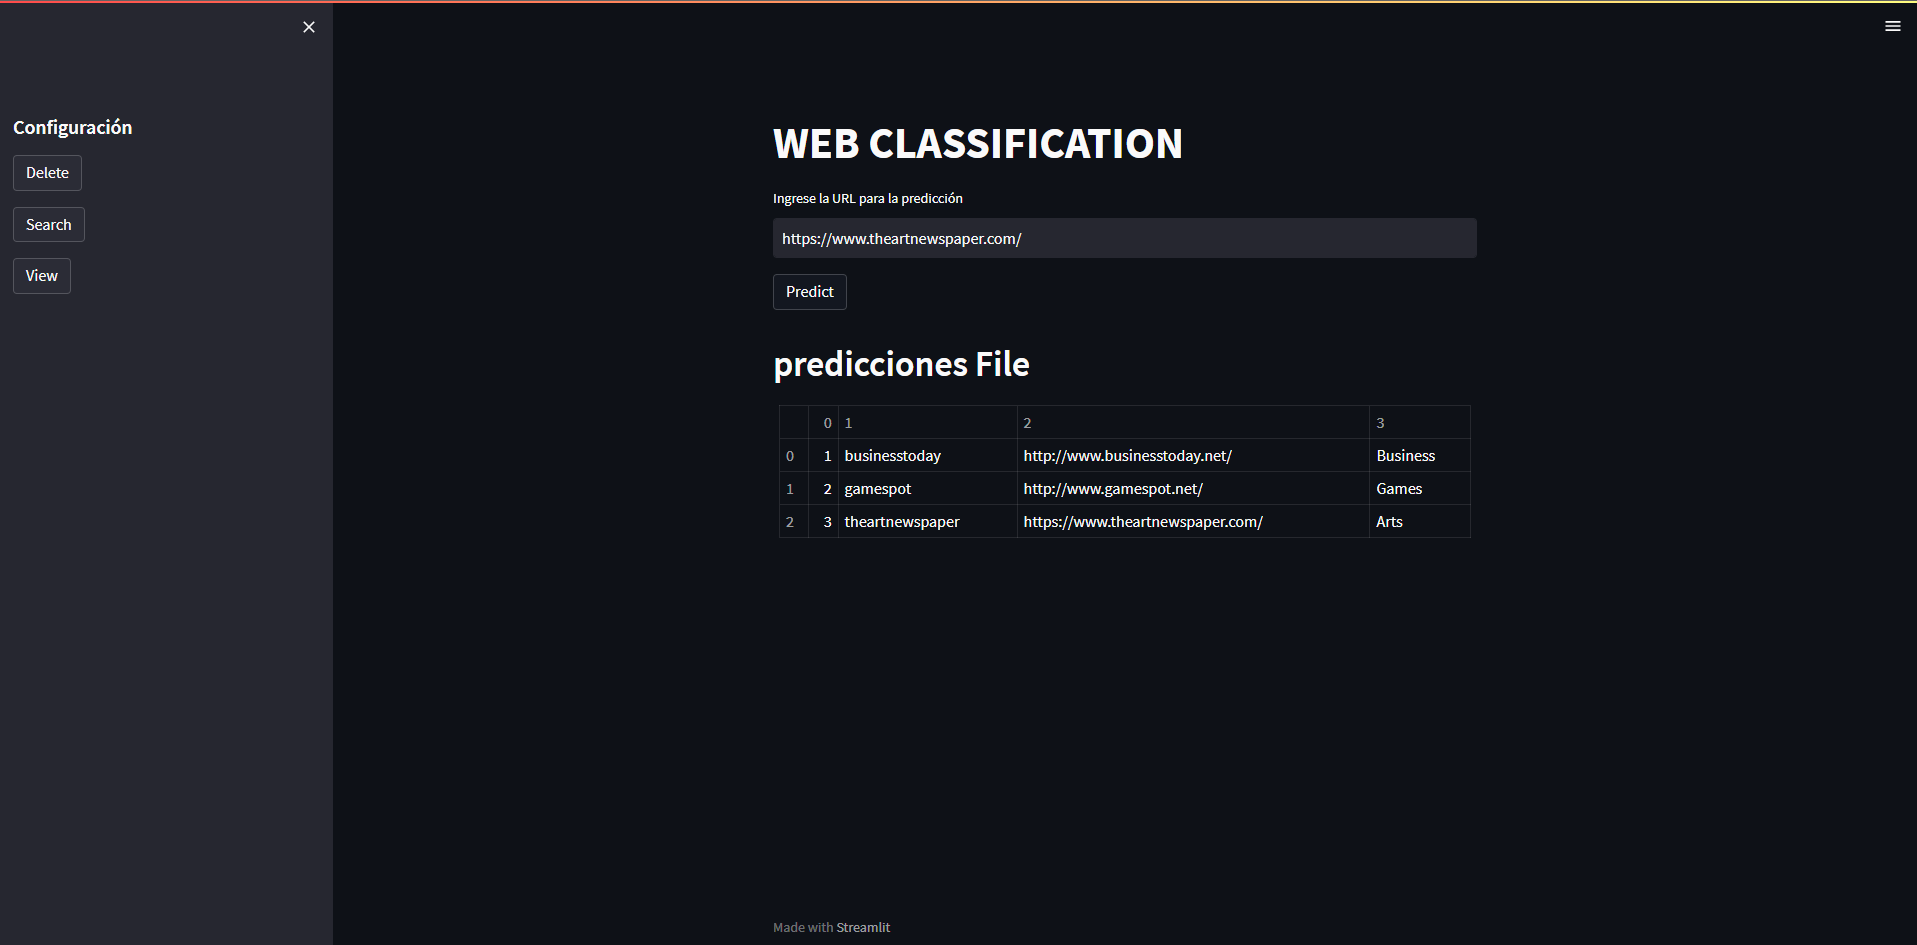 Configuración
Delete
Search
View
WEB CLASSIFICATION
Ingrese la URL para la predicción
https://www.theartnewspaper.com/
Predict
predicciones File
0 1 2 3
0 1 businesstoday http://www.businesstoday.net/ Business
1 2 gamespot http://www.gamespot.net/ Games
2 3 theartnewspaper https://www.theartnewspaper.com/ Arts
Made with Streamlit